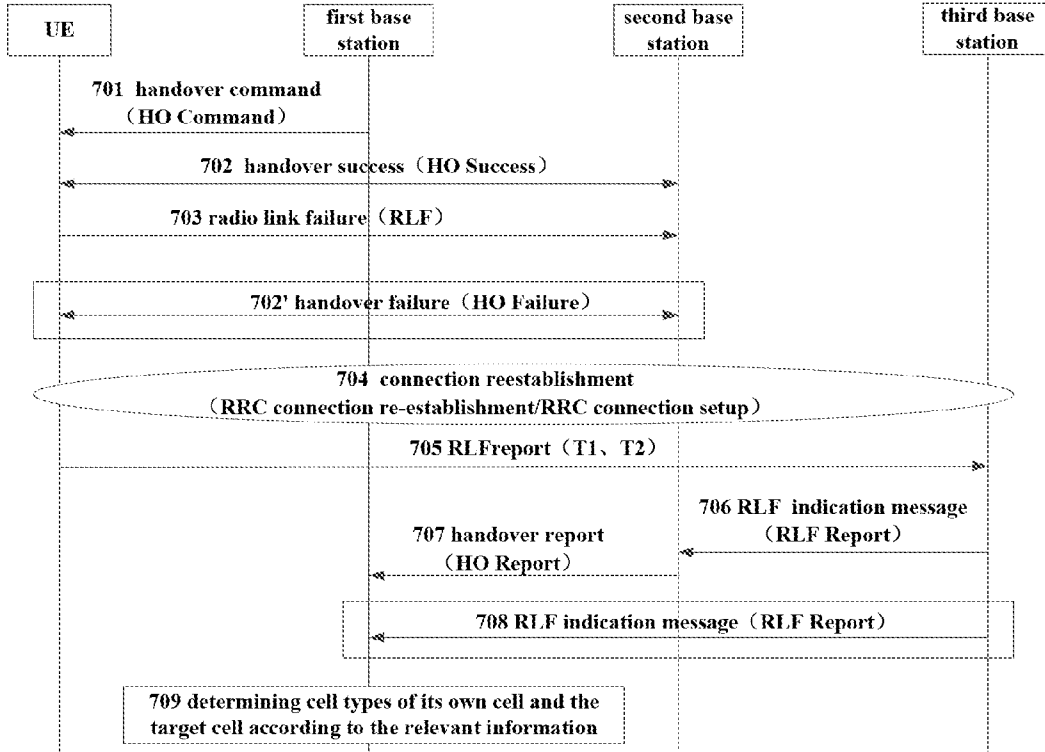 UE
first base
station
second base
station
third base
station
701 handover command
（HO Command）
702 handover success（HO Success）
703 radio link failure（RLF）
702' handover failure（HO Failure）
704 connection reestablishment
（RRC connection re-establishment/RRC connection setup）
705 RLFreport（T1、T2）
706 RLF indication message
（RLF Report）
707 handover report
（HO Report）
708 RLF indication message（RLF Report）
709 determining cell types of its own cell and the
target cell according to the relevant information